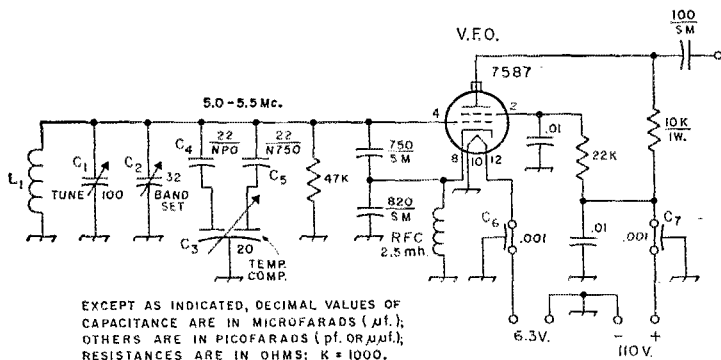 100
SM
V.F.O.
7587
5.0-5.5 Mc.
4
2
C4
22
NPO
22
N750
C5
10K
1W.
C1
C2
L1
TUNE
100
32
BAND
SET
47K
750
SM
.01
22K
8
10
12
820
SM
C3
20
TEMP.
COMP.
RFC
2.5mh.
C6
.001
.01
.001
C7
6.3V.
-
+
110V.
EXCEPT AS INDICATED, DECIMAL VALUES OF
CAPACITANCE ARE IN MICROFARADS (µf.);
OTHERS ARE IN PICOFARADS (pf. OR µµf.);
RESISTANCES ARE IN OHMS; K = 1000.